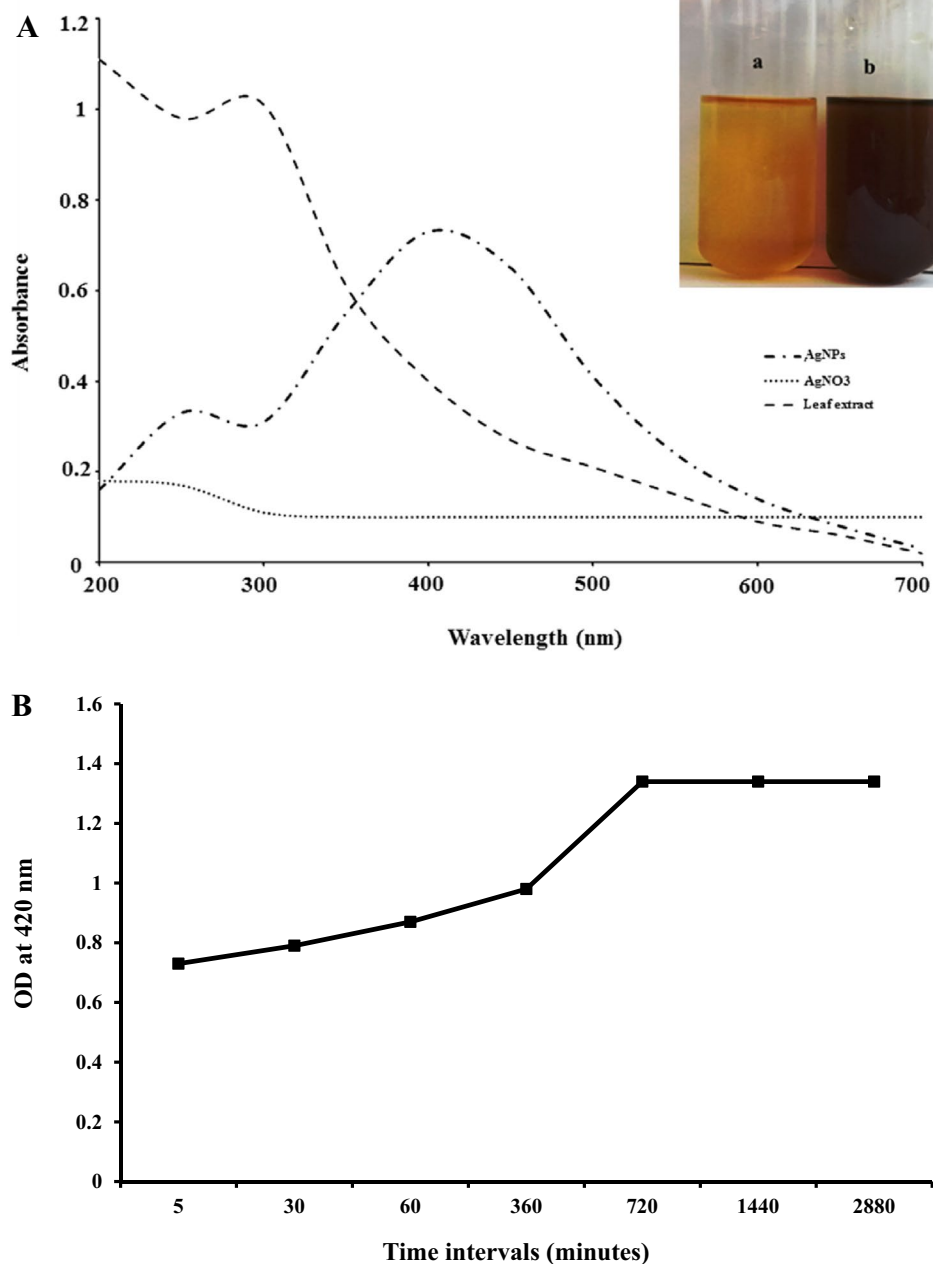 A
1.2
1
0.8
0.6
0.4
0.2
0
Absorbance
200 300 400 500 600 700
Wavelength (nm)
a b
AgNPs
AgNO3
Leaf extract
B
1.6
1.4
1.2
1
0.8
0.6
0.4
0.2
0
OD at 420 nm
5 30 60 360 720 1440 2880
Time intervals (minutes)